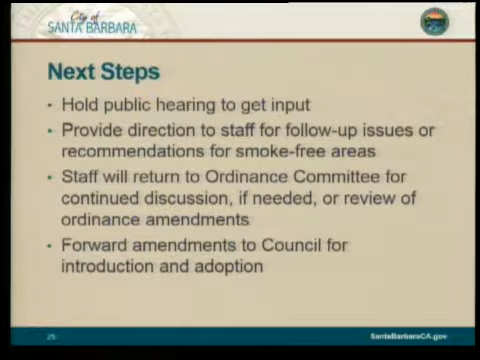 City of
SANTA BARBARA
Next Steps
• Hold public hearing to get input
• Provide direction to staff for follow-up issues or
recommendations for smoke-free areas
• Staff will return to Ordinance Committee for
continued discussion, if needed, or review of
ordinance amendments
• Forward amendments to Council for
introduction and adoption
SantaBarbaraCA.gov